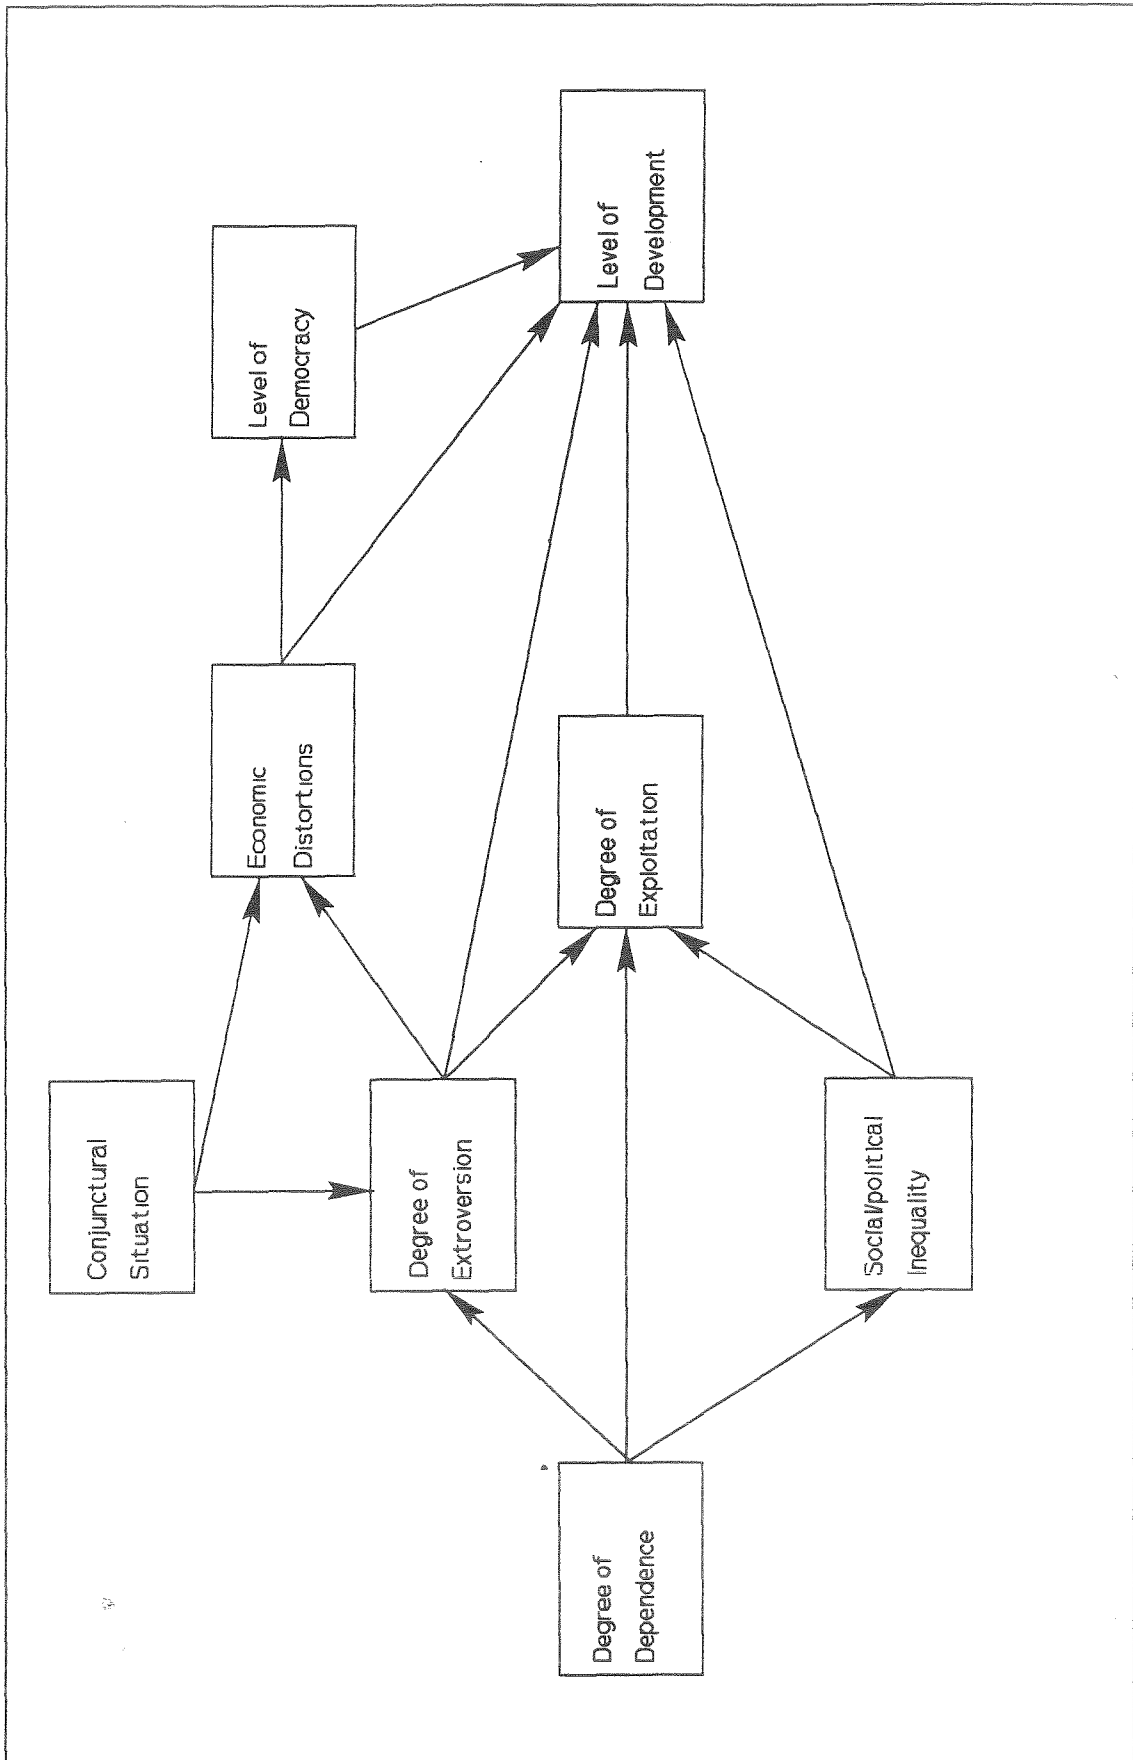 Conjunctural
Situation
Economic
Distortions
Level of
Democracy
Degree of
Extroversion
Degree of
Dependence
Degree of
Exploitation
Level of
Development
Social/political
Inequality